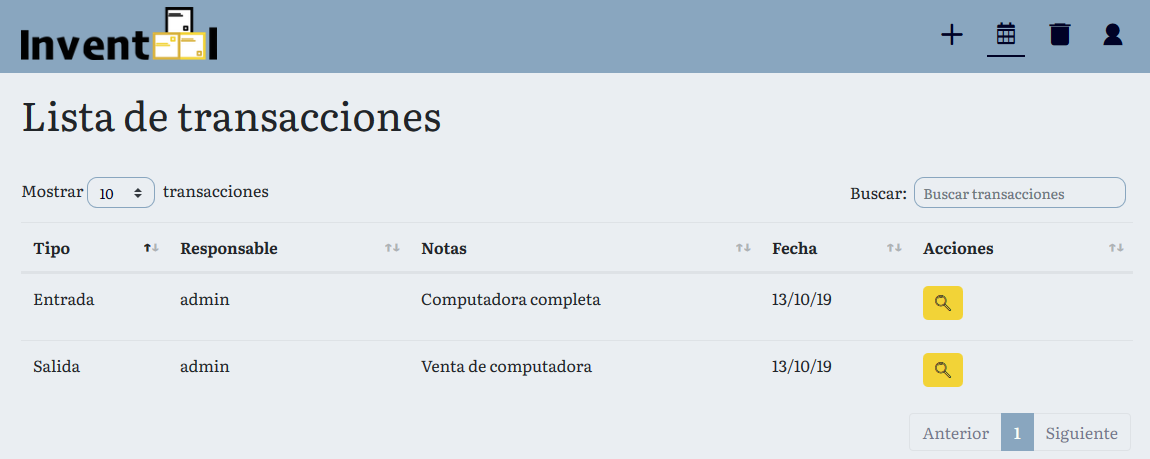 Invent l
Lista de transacciones
Mostrar 10 transacciones Buscar: Buscar transacciones
Tipo Responsable Notas Fecha Acciones
Entrada admin Computadora completa 13/10/19
Salida admin Venta de computadora 13/10/19
Anterior 1 Siguiente